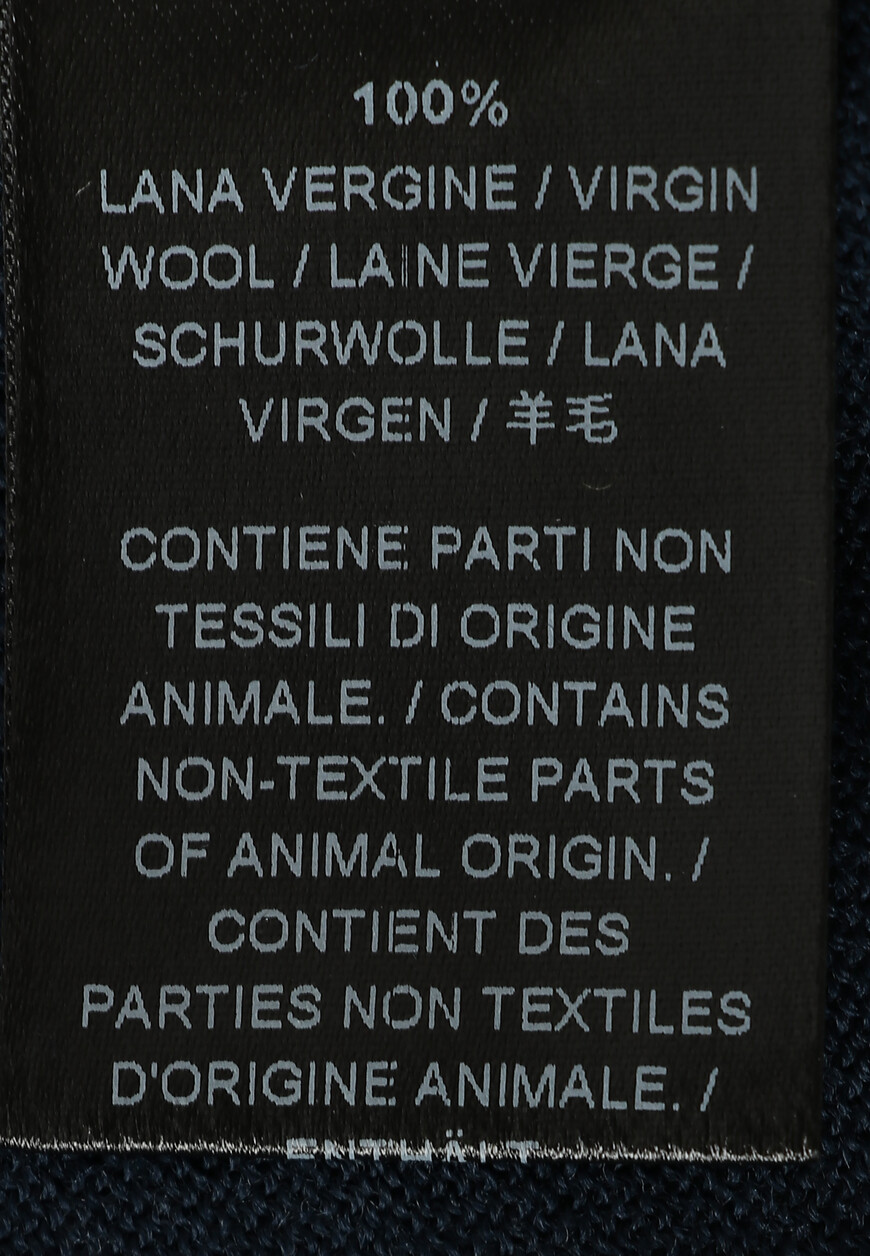 100%
LANA VERGINE / VIRGIN
WOOL / LAINE VIERGE /
SCHURWOLLE / LANA
VIRGEN / 羊毛
CONTIENE PARTI NON
TESSILI DI ORIGINE
ANIMALE. / CONTAINS
NON-TEXTILE PARTS
OF ANIMAL ORIGIN. /
CONTIENT DES
PARTIES NON TEXTILES
D'ORIGINE ANIMALE. /
ENTHÄLT